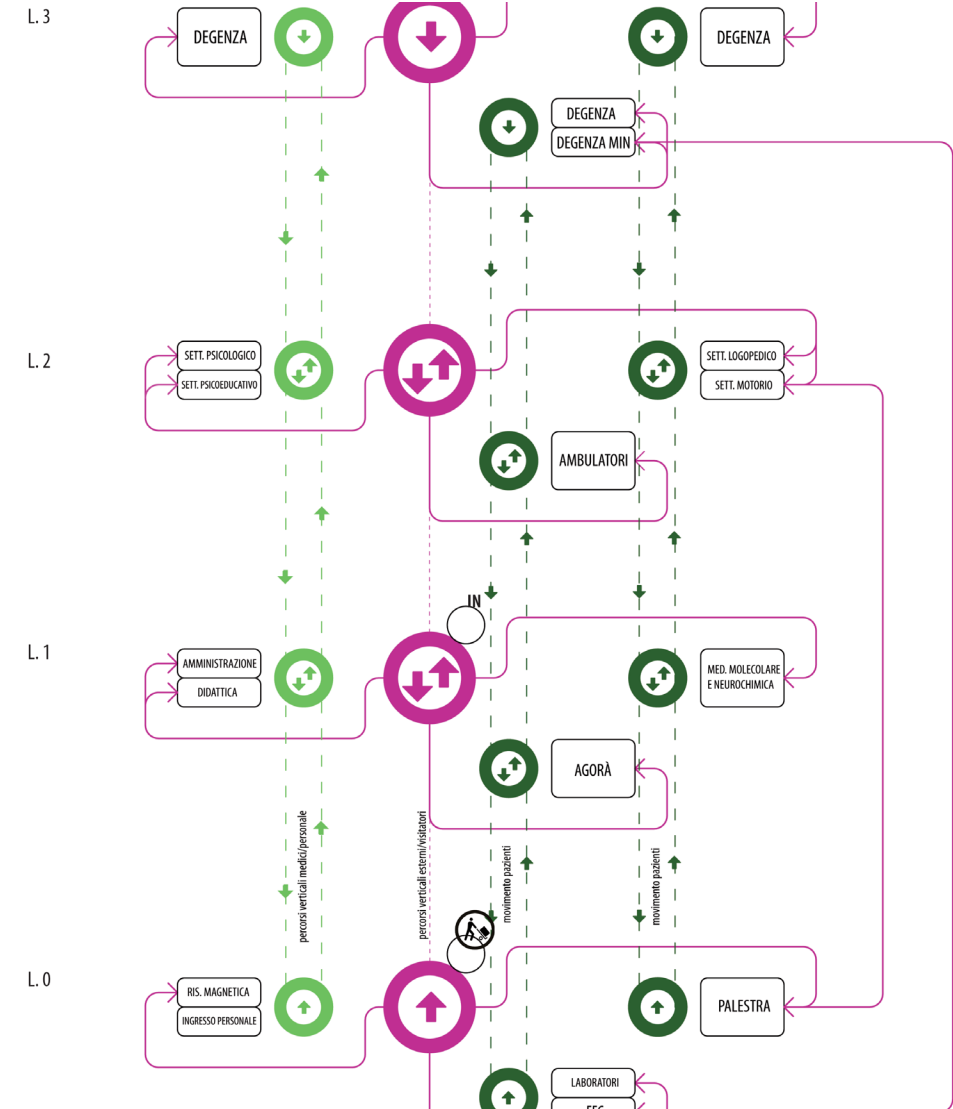 L. 3
DEGENZA
DEGENZA
DEGENZA
DEGENZA MIN
L. 2
SETT. PSICOLOGICO
SETT. PSICOEDUCATIVO
SETT. LOGOPEDICO
SETT. MOTORIO
AMBULATORI
IN
L. 1
AMMINISTRAZIONE
DIDATTICA
MED. MOLECOLARE
E NEUROCHIMICA
AGORÀ
percorsi verticali medici/personale
percorsi verticali esterni/visitatori
movimento pazienti
movimento pazienti
L. 0
RIS. MAGNETICA
INGRESSO PERSONALE
PALESTRA
LABORATORI